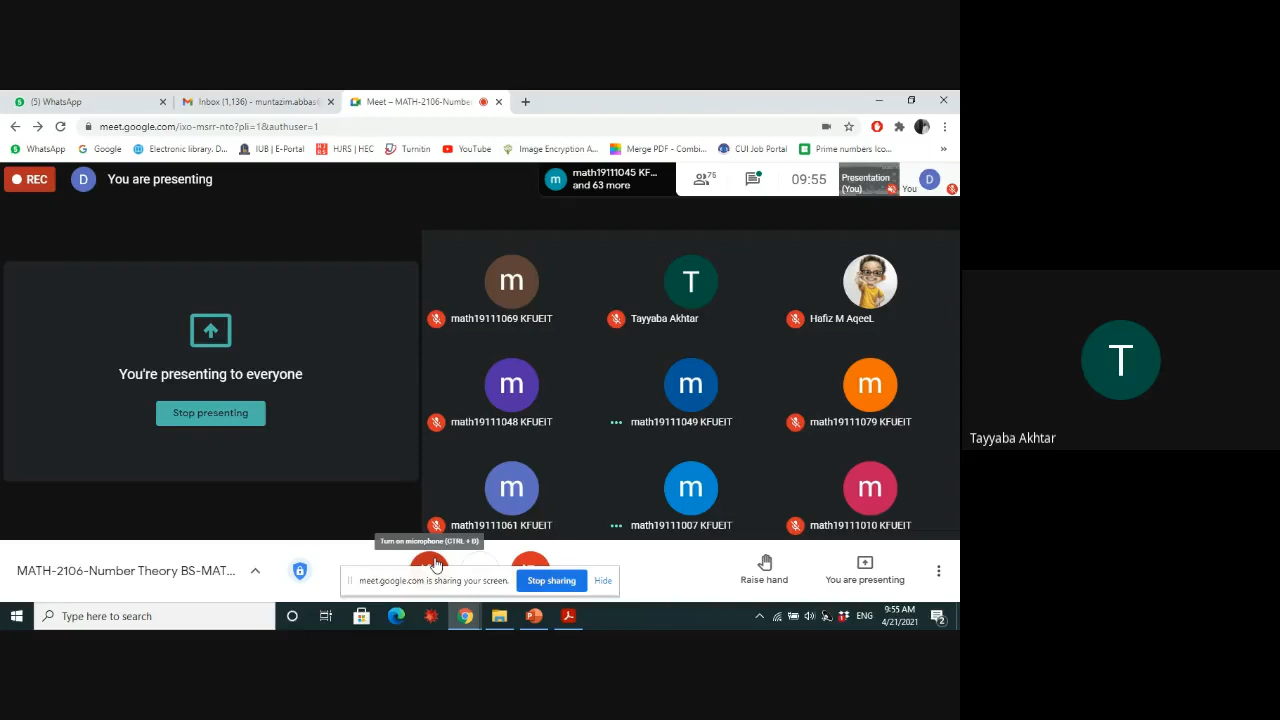 (5) WhatsApp
Inbox (1,136) - muntazim.abbas
Meet – MATH-2106-Numbe
meet.google.com/ixo-msrr-nto?pli=1&authuser=1
WhatsApp
Google
Electronic library. D...
IUB | E-Portal
HJRS | HEC
Turnitin
YouTube
Image Encryption A...
Merge PDF - Combi...
CUI Job Portal
Prime numbers (co...
»
REC
D
You are presenting
m
math19111045 KF...
and 63 more
75
09:55
Presentation
(You)
You
D
You're presenting to everyone
Stop presenting
m
math19111069 KFUEIT
T
Tayyaba Akhtar
Hafiz M AqeeL
m
math19111048 KFUEIT
m
math19111049 KFUEIT
m
math19111079 KFUEIT
m
math19111061 KFUEIT
m
math19111007 KFUEIT
m
math19111010 KFUEIT
Turn on microphone (CTRL + D)
MATH-2106-Number Theory BS-MAT...
meet.google.com is sharing your screen.
Stop sharing
Hide
Raise hand
You are presenting
Type here to search
ENG
9:55 AM
4/21/2021
2
T
Tayyaba Akhtar